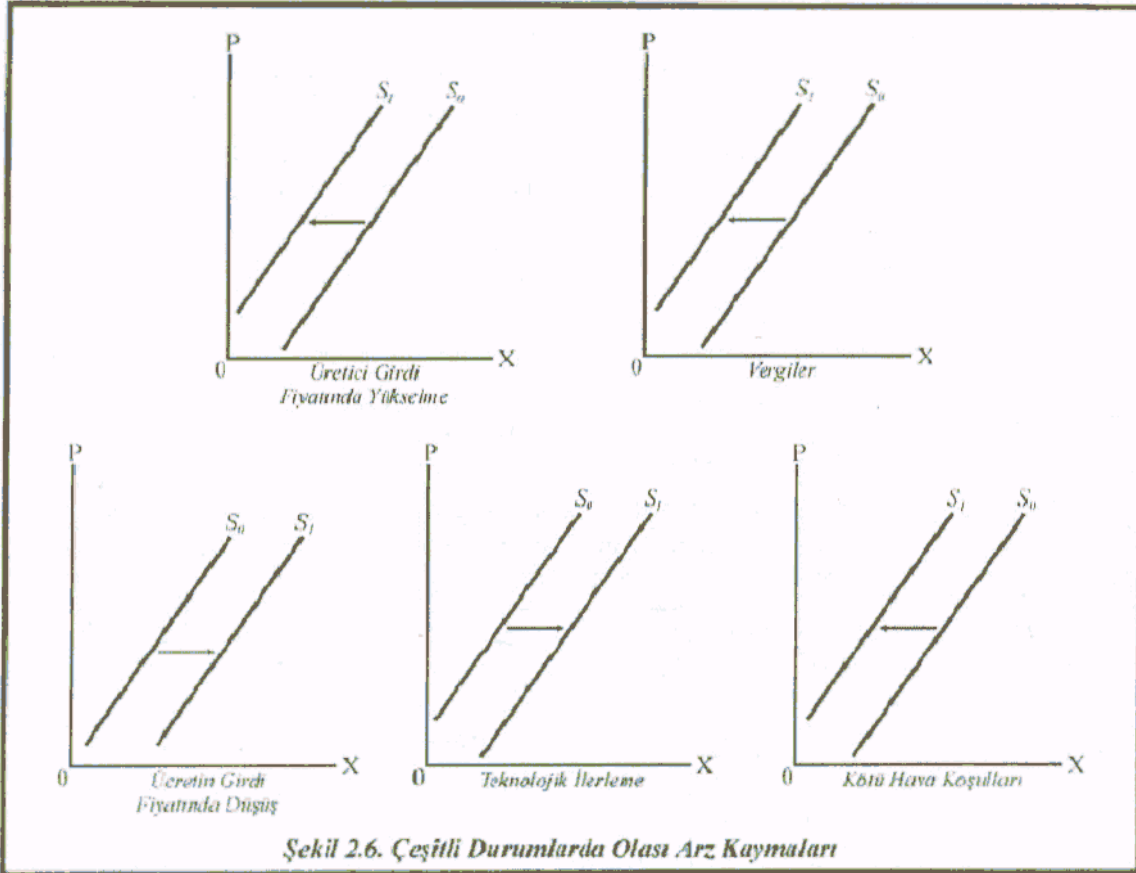 P
S₁ S₀
0 X
Üretici Girdi
Fiyatında Yükselme
P
S₁ S₀
0 X
Vergiler
P
S₀ S₁
0 X
Ücretin Girdi
Fiyatında Düşüş
P
S₀ S₁
0 X
Teknolojik İlerleme
P
S₁ S₀
0 X
Kötü Hava Koşulları
Şekil 2.6. Çeşitli Durumlarda Olası Arz Kaymaları